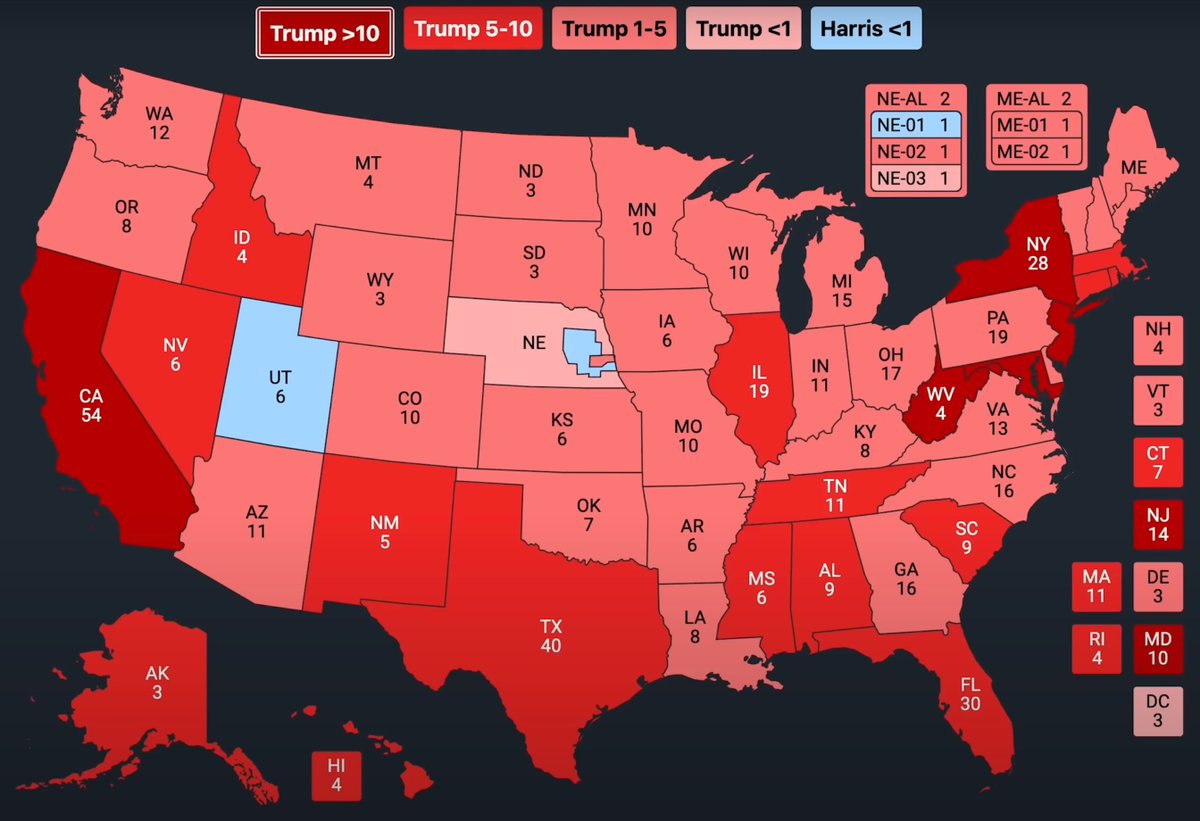 Trump >10 Trump 5-10 Trump 1-5 Trump <1 Harris <1
NE-AL 2
NE-01 1
NE-02 1
NE-03 1
ME-AL 2
ME-01 1
ME-02 1
WA
12
OR
8
CA
54
NV
6
ID
4
MT
4
WY
3
UT
6
AZ
11
CO
10
NM
5
ND
3
SD
3
NE
KS
6
OK
7
TX
40
MN
10
IA
6
MO
10
AR
6
LA
8
WI
10
IL
19
MI
15
IN
11
OH
17
KY
8
TN
11
MS
6
AL
9
GA
16
FL
30
SC
9
NC
16
VA
13
WV
4
PA
19
NY
28
ME
NH
4
VT
3
CT
7
NJ
14
MA
11
DE
3
RI
4
MD
10
DC
3
AK
3
HI
4